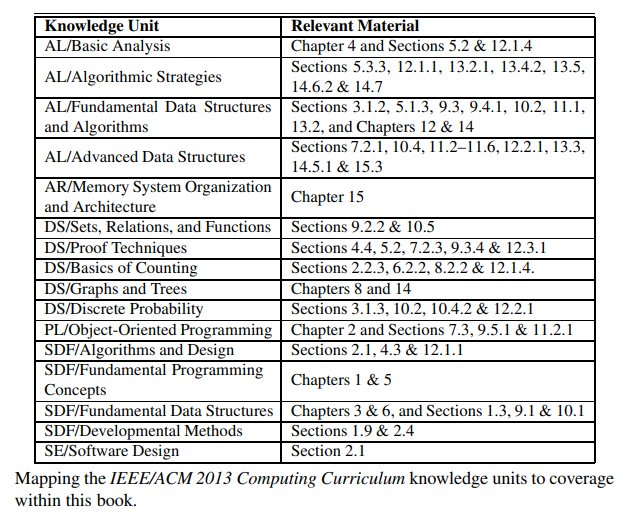 Knowledge Unit Relevant Material
AL/Basic Analysis Chapter 4 and Sections 5.2 & 12.1.4
AL/Algorithmic Strategies Sections 5.3.3, 12.1.1, 13.2.1, 13.4.2, 13.5,
14.6.2 & 14.7
AL/Fundamental Data Structures Sections 3.1.2, 5.1.3, 9.3, 9.4.1, 10.2, 11.1,
and Algorithms 13.2, and Chapters 12 & 14
AL/Advanced Data Structures Sections 7.2.1, 10.4, 11.2–11.6, 12.2.1, 13.3,
14.5.1 & 15.3
AR/Memory System Organization
and Architecture Chapter 15
DS/Sets, Relations, and Functions Sections 9.2.2 & 10.5
DS/Proof Techniques Sections 4.4, 5.2, 7.2.3, 9.3.4 & 12.3.1
DS/Basics of Counting Sections 2.2.3, 6.2.2, 8.2.2 & 12.1.4.
DS/Graphs and Trees Chapters 8 and 14
DS/Discrete Probability Sections 3.1.3, 10.2, 10.4.2 & 12.2.1
PL/Object-Oriented Programming Chapter 2 and Sections 7.3, 9.5.1 & 11.2.1
SDF/Algorithms and Design Sections 2.1, 4.3 & 12.1.1
SDF/Fundamental Programming
Concepts Chapters 1 & 5
SDF/Fundamental Data Structures Chapters 3 & 6, and Sections 1.3, 9.1 & 10.1
SDF/Developmental Methods Sections 1.9 & 2.4
SE/Software Design Section 2.1
Mapping the IEEE/ACM 2013 Computing Curriculum knowledge units to coverage
within this book.